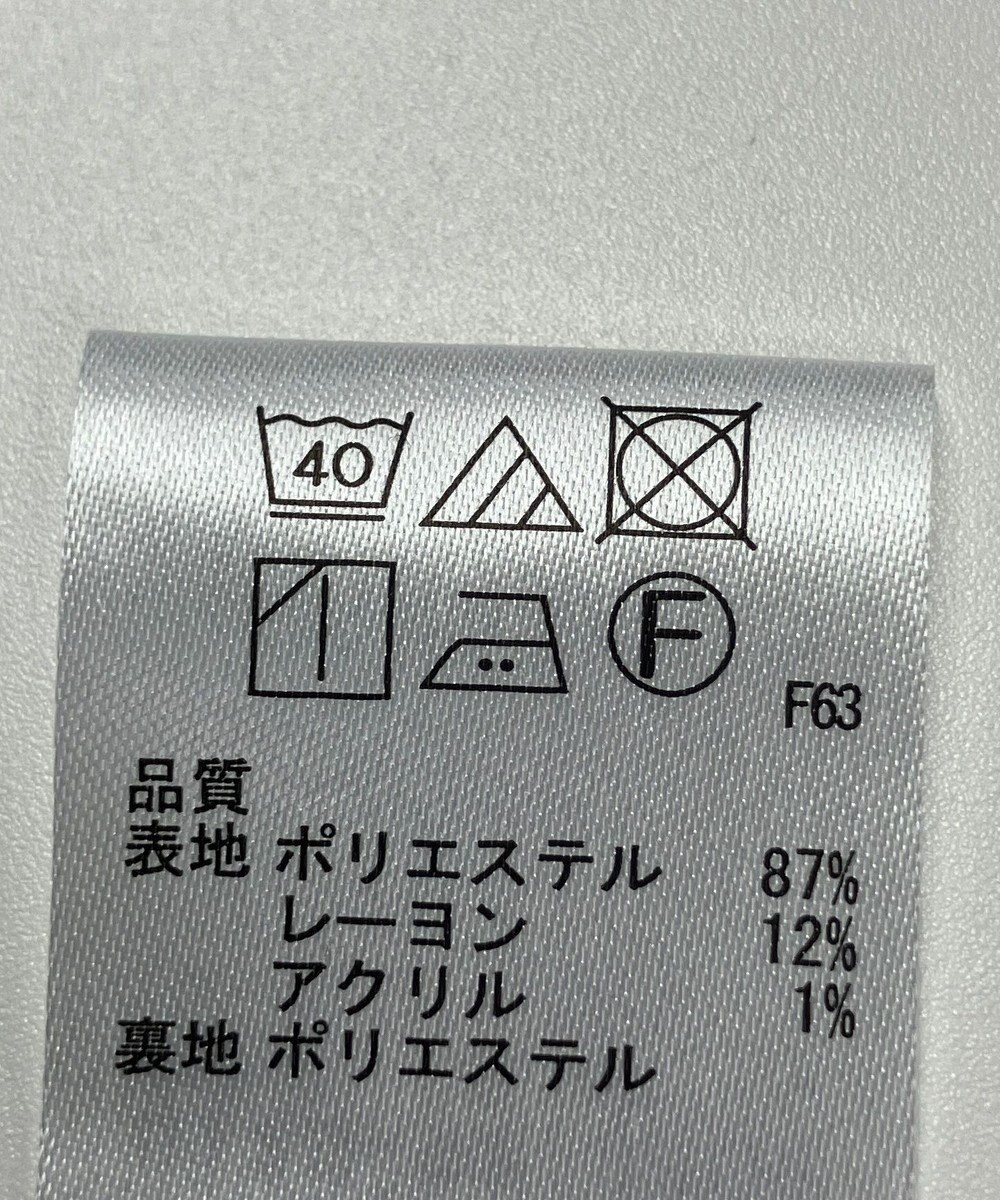 40
F
F63
品質
表地 ポリエステル 87%
レーヨン 12%
アクリル 1%
裏地 ポリエステル